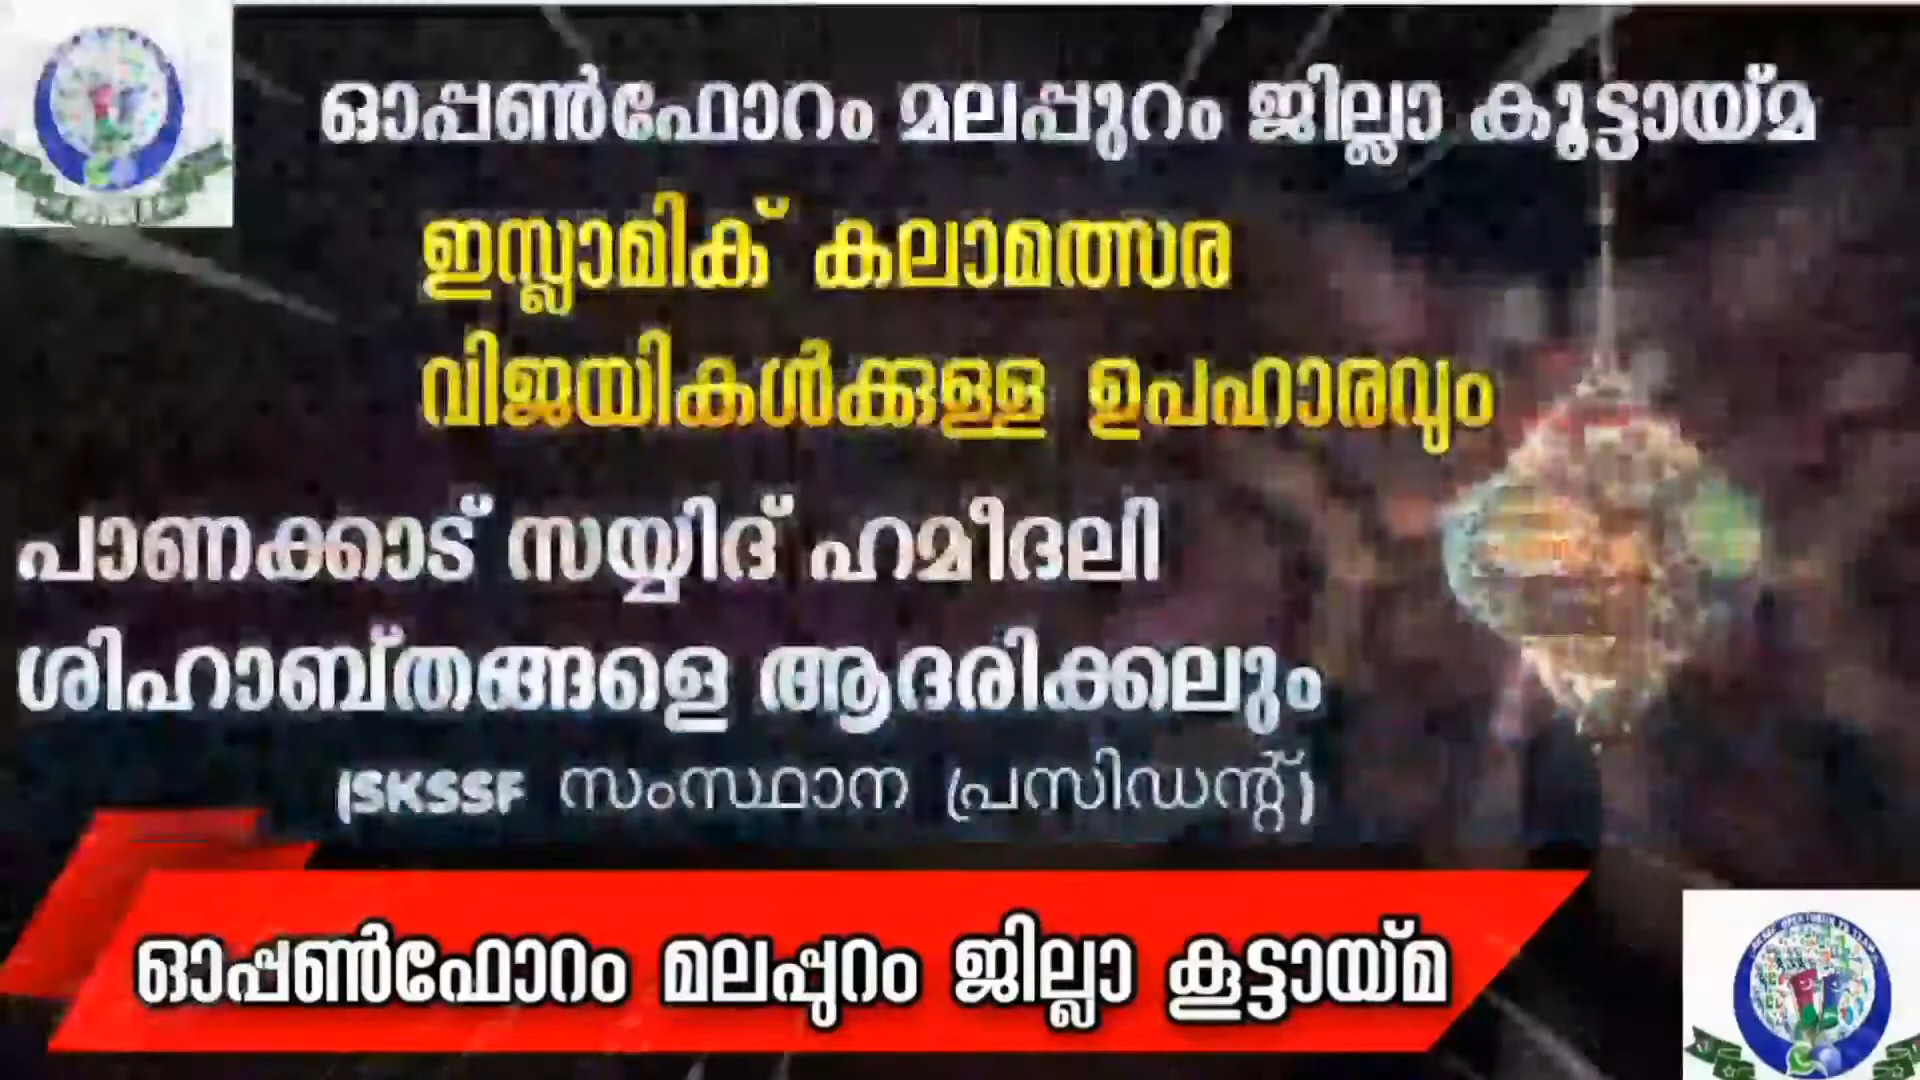 ഓപ്പൺഫോറം മലപ്പുറം ജില്ലാ കൂട്ടായ്മ
ഇസ്ലാമിക് കലാമത്സര
വിജയികൾക്കുള്ള ഉപഹാരവും
പാണക്കാട് സയ്യിദ് ഹമീദലി
ശിഹാബ്തങ്ങളെ ആദരിക്കലും
(SKSSF സംസ്ഥാന പ്രസിഡൻ്റ്)
ഓപ്പൺഫോറം മലപ്പുറം ജില്ലാ കൂട്ടായ്മ